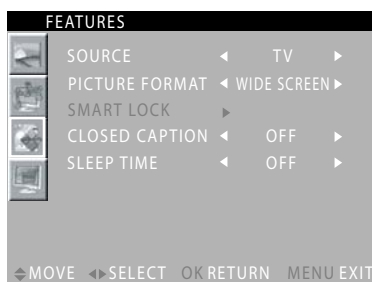 FEATURES
SOURCE TV
PICTURE FORMAT WIDE SCREEN
SMART LOCK
CLOSED CAPTION OFF
SLEEP TIME OFF
MOVE SELECT OK RETURN MENU EXIT